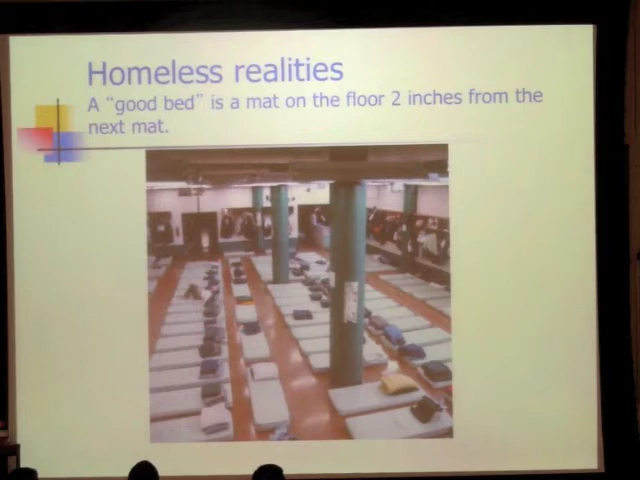 Homeless realities
A “good bed” is a mat on the floor 2 inches from the
next mat.